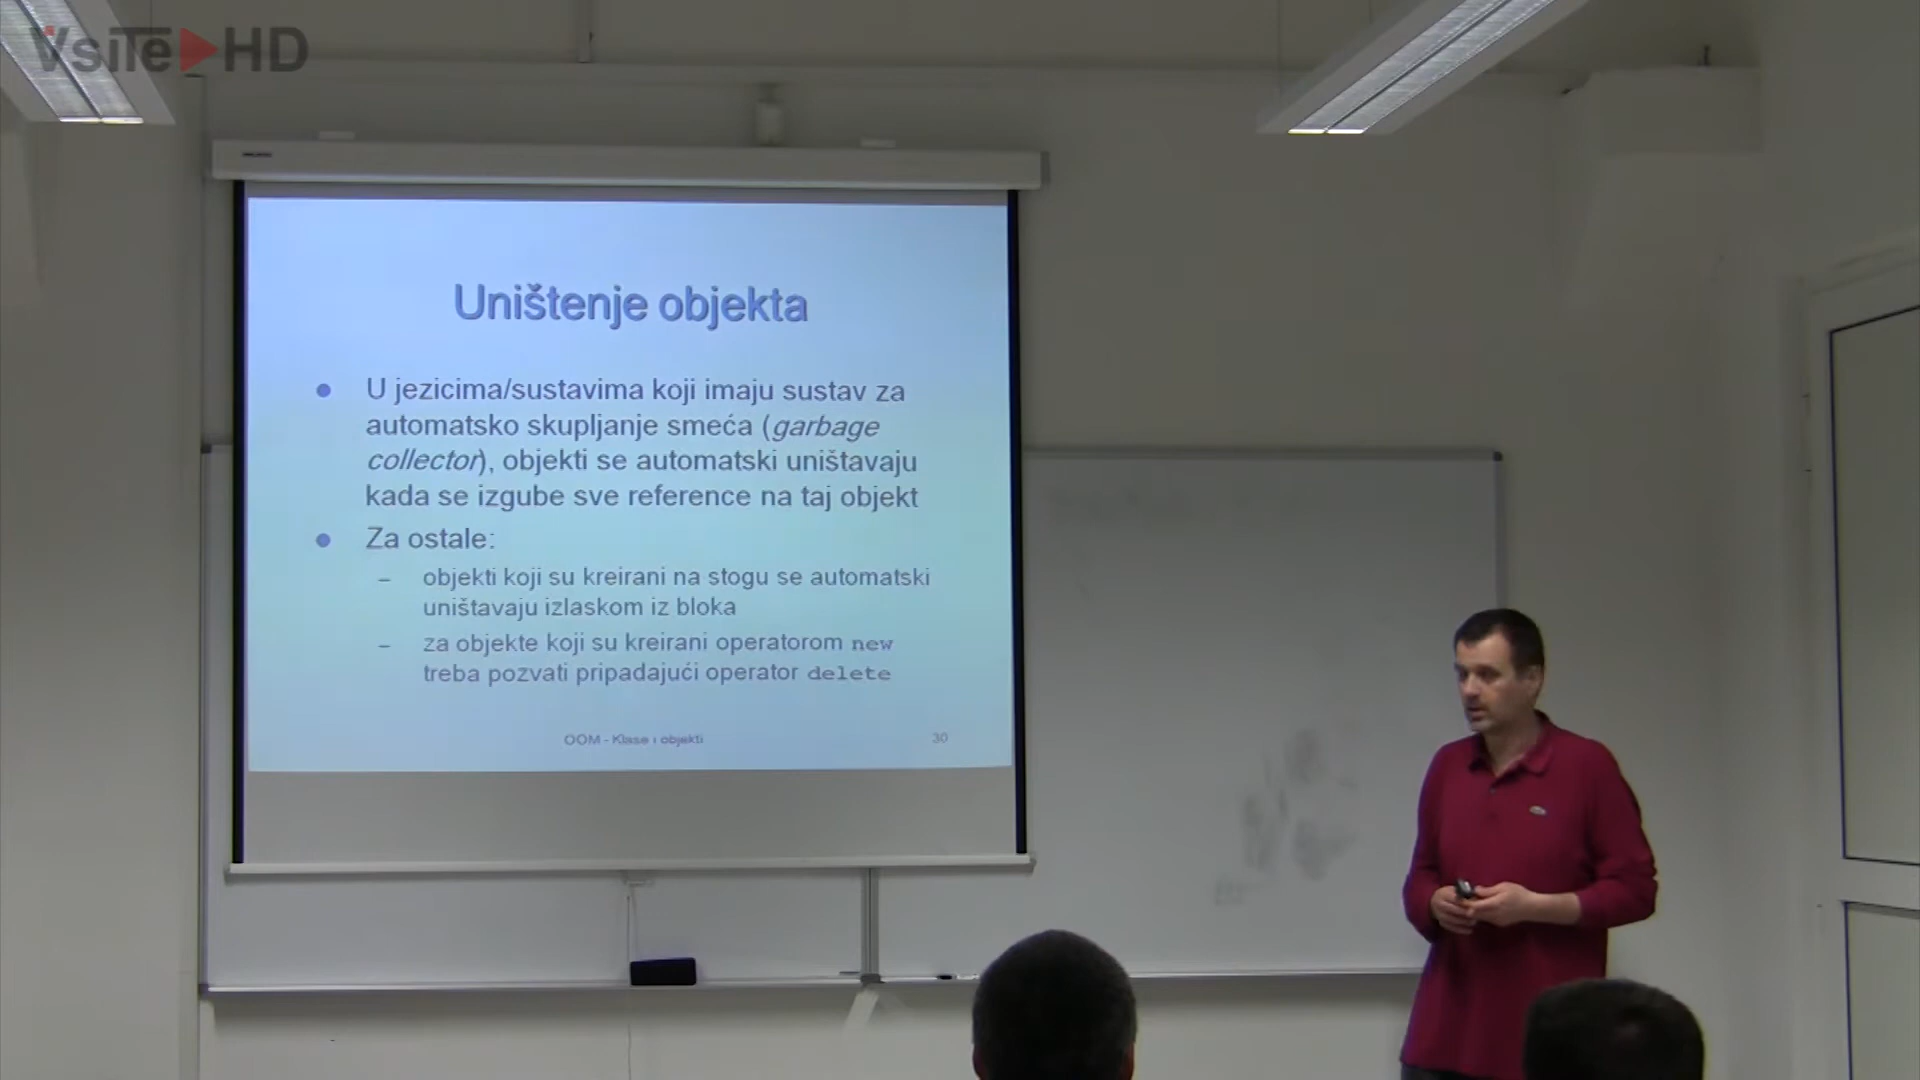 VsiTe HD
Uništenje objekta
U jezicima/sustavima koji imaju sustav za
automatsko skupljanje smeća (garbage
collector), objekti se automatski uništavaju
kada se izgube sve reference na taj objekt
Za ostale:
– objekti koji su kreirani na stogu se automatski
uništavaju izlaskom iz bloka
– za objekte koji su kreirani operatorom new
treba pozvati pripadajući operator delete
OOM - Klase i objekti 30